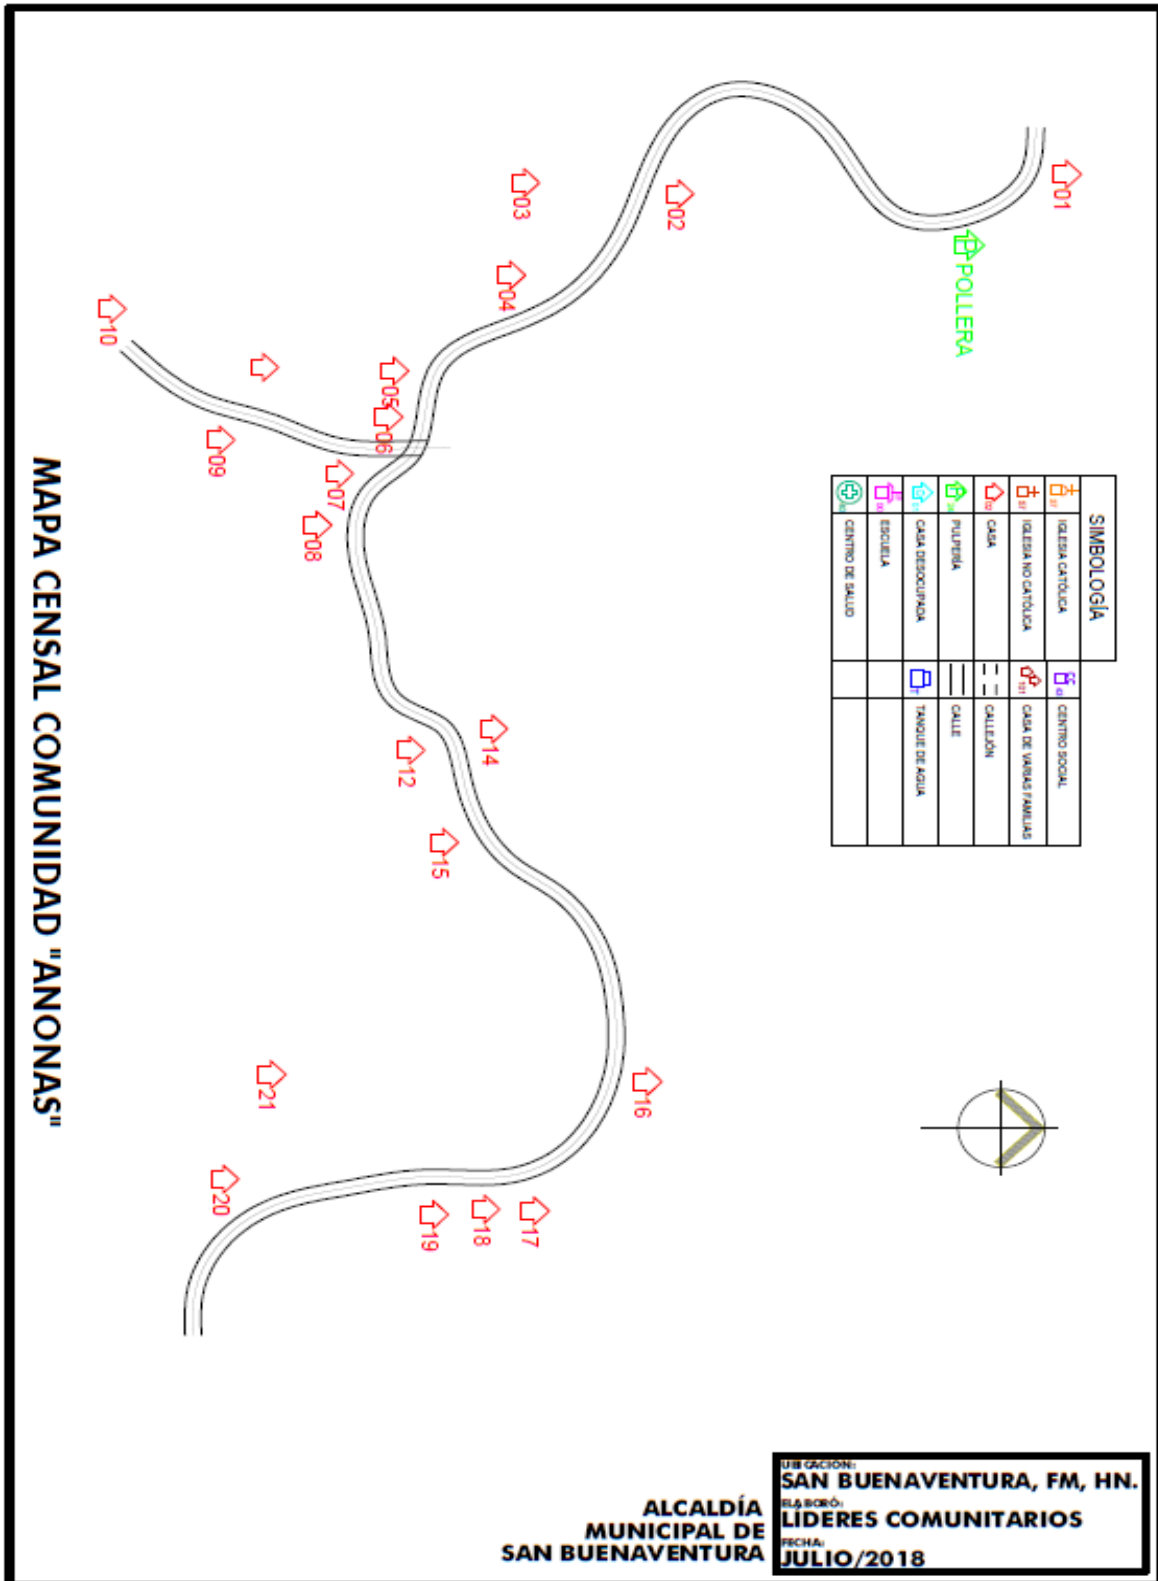 MAPA CENSAL COMUNIDAD "ANONAS"
01
POLLERA
02
03
04
05
06
07
08
09
10
12
14
15
16
17
18
19
20
21
SIMBOLOGÍA
IGLESIA CATÓLICA
IGLESIA NO CATÓLICA
CASA
PULPERÍA
CASA DESOCUPADA
ESCUELA
CENTRO DE SALUD
CENTRO SOCIAL
CASA DE VARIAS FAMILIAS
CALLEJÓN
CALLE
TANQUE DE AGUA
ALCALDÍA
MUNICIPAL DE
SAN BUENAVENTURA
UBICACIÓN:
SAN BUENAVENTURA, FM, HN.
ELABORÓ:
LÍDERES COMUNITARIOS
FECHA:
JULIO/2018